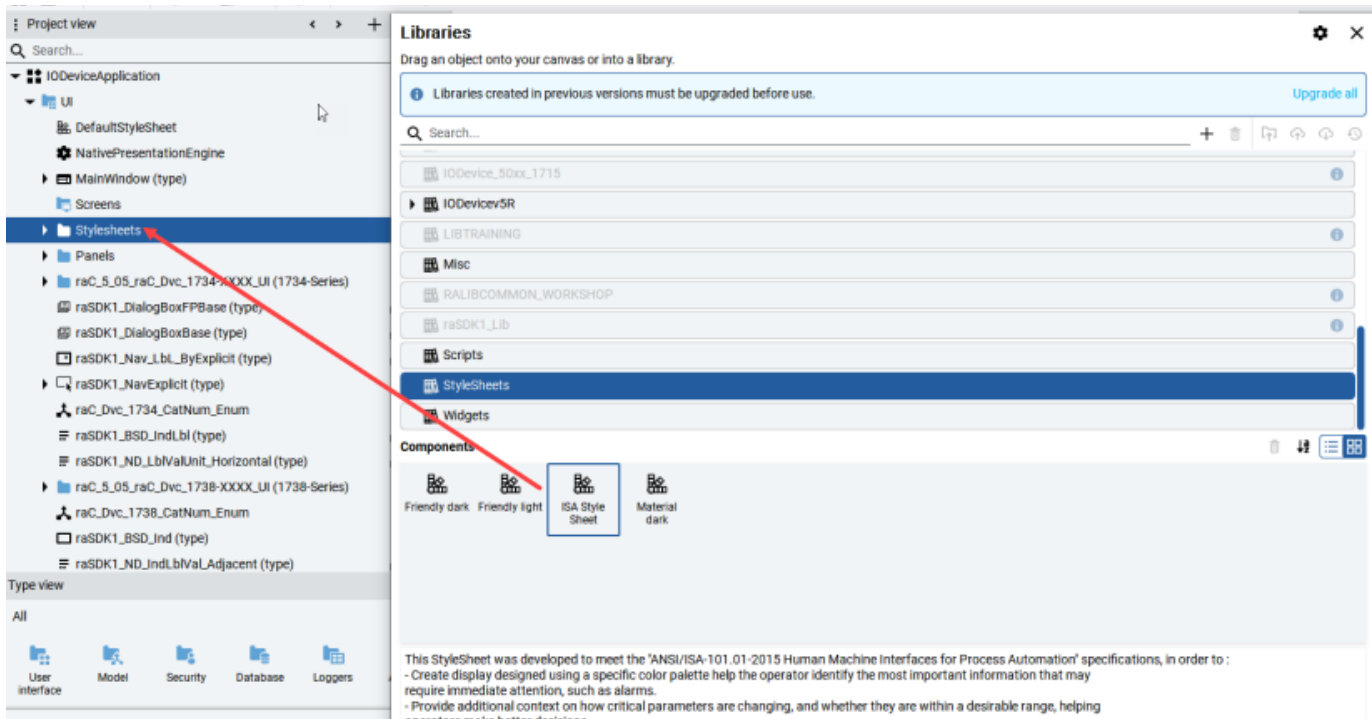 Project view
Search...
IODeviceApplication
UI
DefaultStyleSheet
NativePresentationEngine
MainWindow (type)
Screens
Stylesheets
Panels
raC_5_05_raC_Dvc_1734-XXXX_UI (1734-Series)
raSDK1_DialogBoxFPBase (type)
raSDK1_DialogBoxBase (type)
raSDK1_Nav_LbL_ByExplicit (type)
raSDK1_NavExplicit (type)
raC_Dvc_1734_CatNum_Enum
raSDK1_BSD_IndLbl (type)
raSDK1_ND_LblValUnit_Horizontal (type)
raC_5_05_raC_Dvc_1738-XXXX_UI (1738-Series)
raC_Dvc_1738_CatNum_Enum
raSDK1_BSD_Ind (type)
raSDK1_ND_IndLblVal_Adjacent (type)
Type view
All
User interface
Model
Security
Database
Loggers
Libraries
Drag an object onto your canvas or into a library.
Libraries created in previous versions must be upgraded before use.
Upgrade all
Search...
IODevice_50xx_1715
IODevicev5R
LIBTRAINING
Misc
RALIBCOMMON_WORKSHOP
raSDK1_Lib
Scripts
StyleSheets
Widgets
Components
Friendly dark
Friendly light
ISA Style
Sheet
Material
dark
This StyleSheet was developed to meet the "ANSI/ISA-101.01-2015 Human Machine Interfaces for Process Automation" specifications, in order to :
- Create display designed using a specific color palette help the operator identify the most important information that may
require immediate attention, such as alarms.
- Provide additional context on how critical parameters are changing, and whether they are within a desirable range, helping